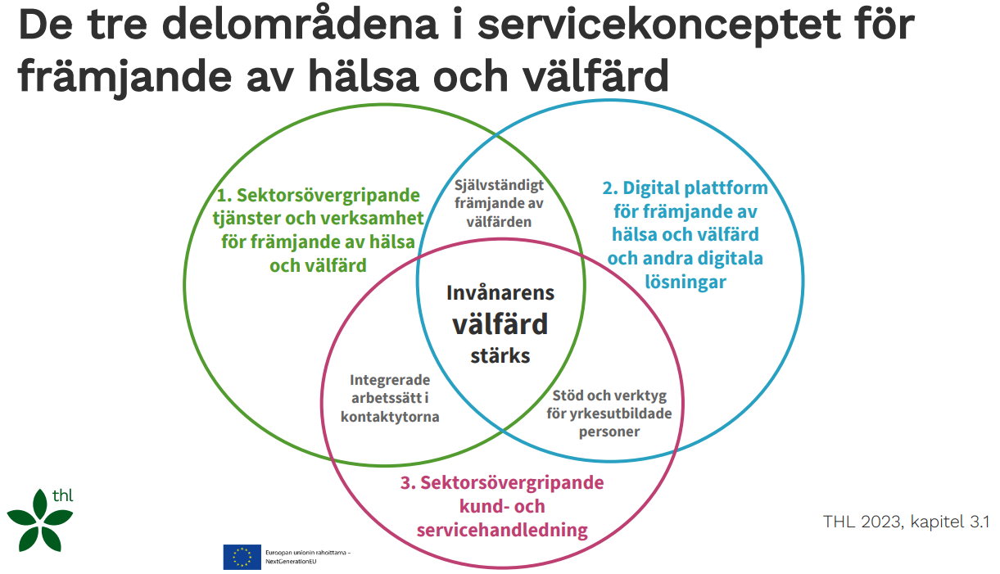 De tre delområdena i servicekonceptet för
främjande av hälsa och välfärd
1. Sektorsövergripande
tjänster och verksamhet
för främjande av hälsa
och välfärd
Självständigt
främjande av
välfärden
2. Digital plattform
för främjande av
hälsa och välfärd
och andra digitala
lösningar
Invånarens
välfärd
stärks
Integrerade
arbetssätt i
kontaktytorna
Stöd och verktyg
för yrkesutbildade
personer
3. Sektorsövergripande
kund- och
servicehandledning
thl
THL 2023, kapitel 3.1
Euroopan unionin rahoittama –
NextGenerationEU